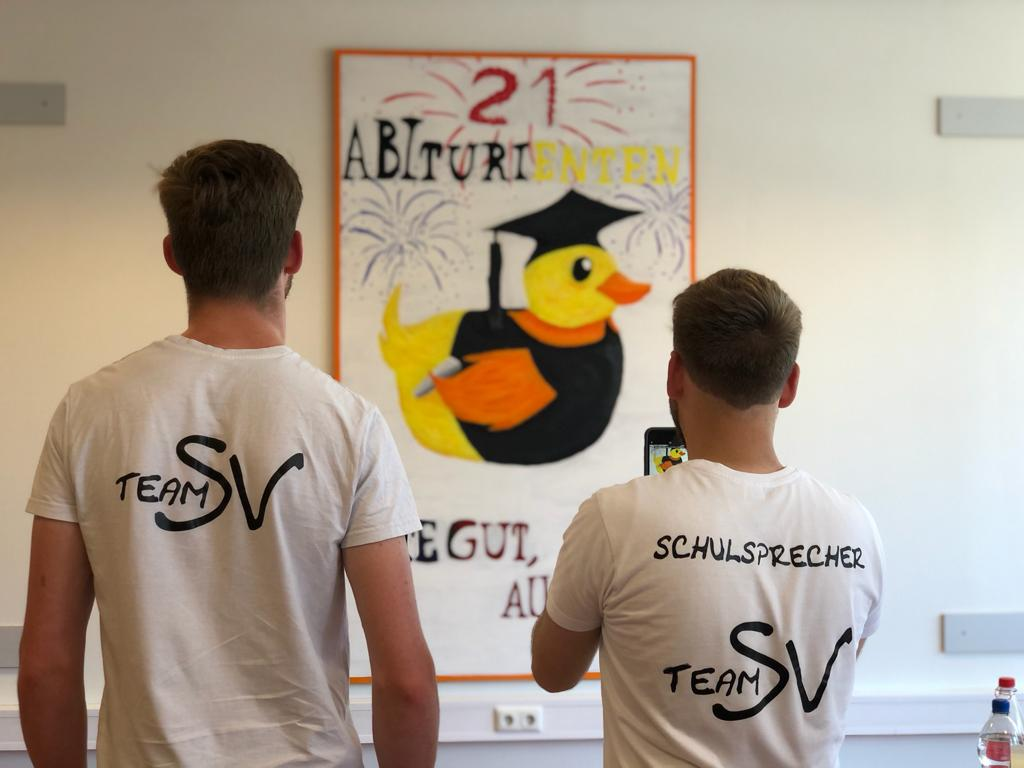 21
ABITURIENTEN
TEAM SV
SCHULSPRECHER
TEAM SV
GUT,